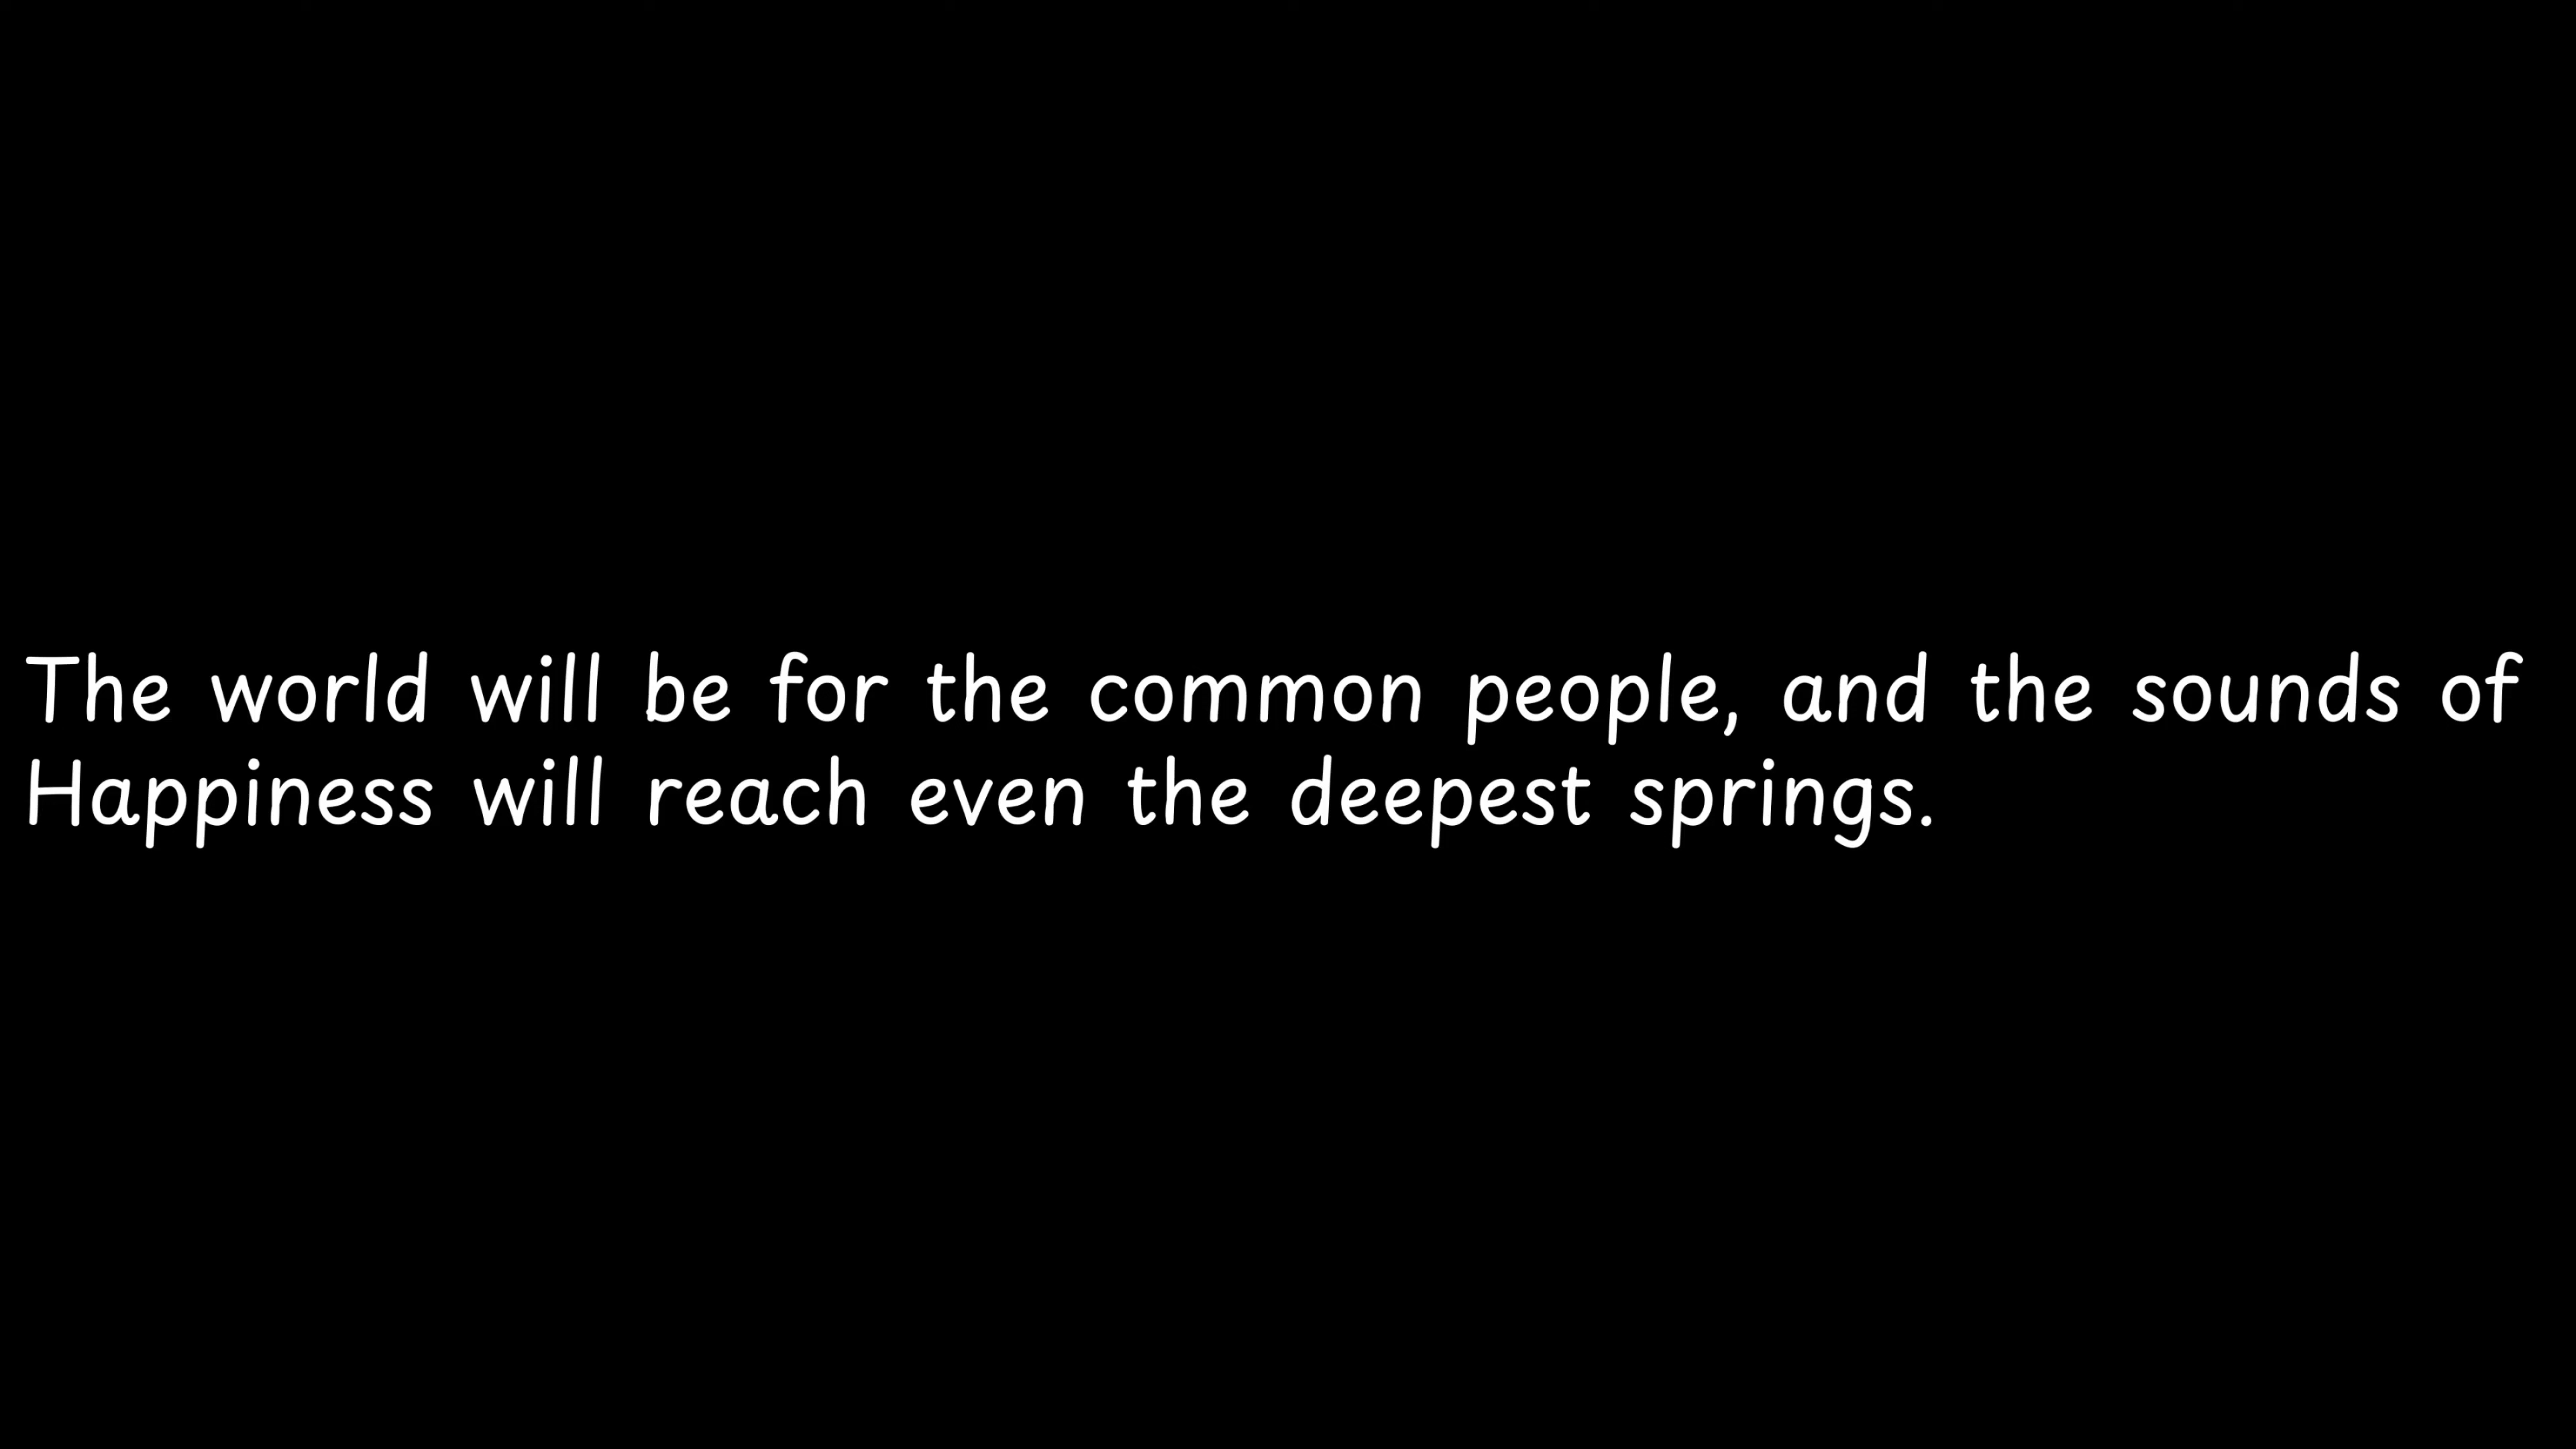 The world will be for the common people, and the sounds of
Happiness will reach even the deepest springs.